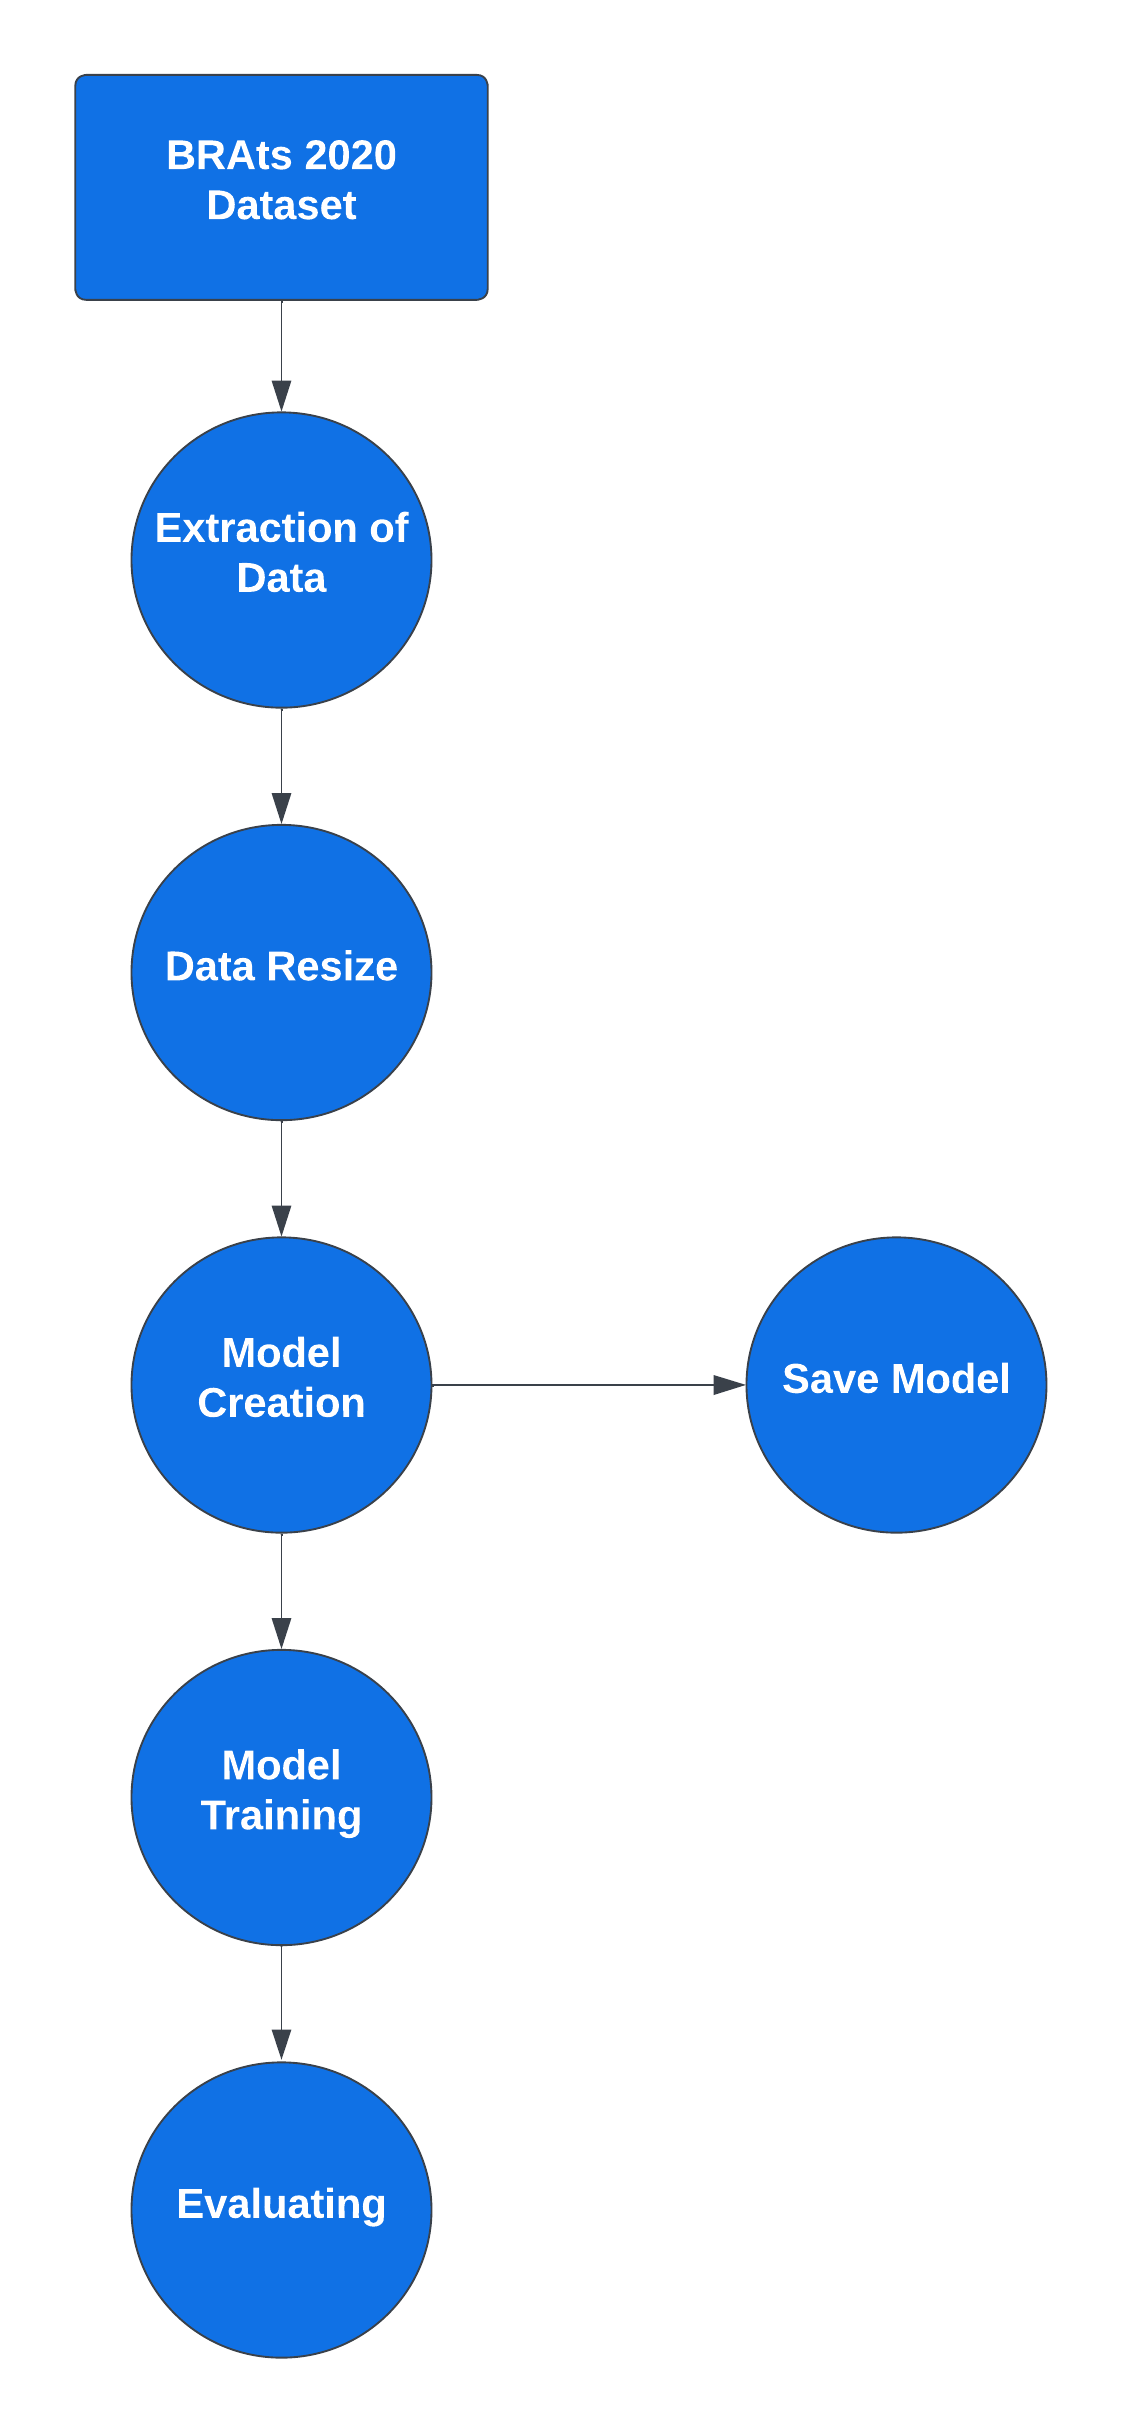 BRAts 2020
Dataset
Extraction of
Data
Data Resize
Model
Creation
Save Model
Model
Training
Evaluating